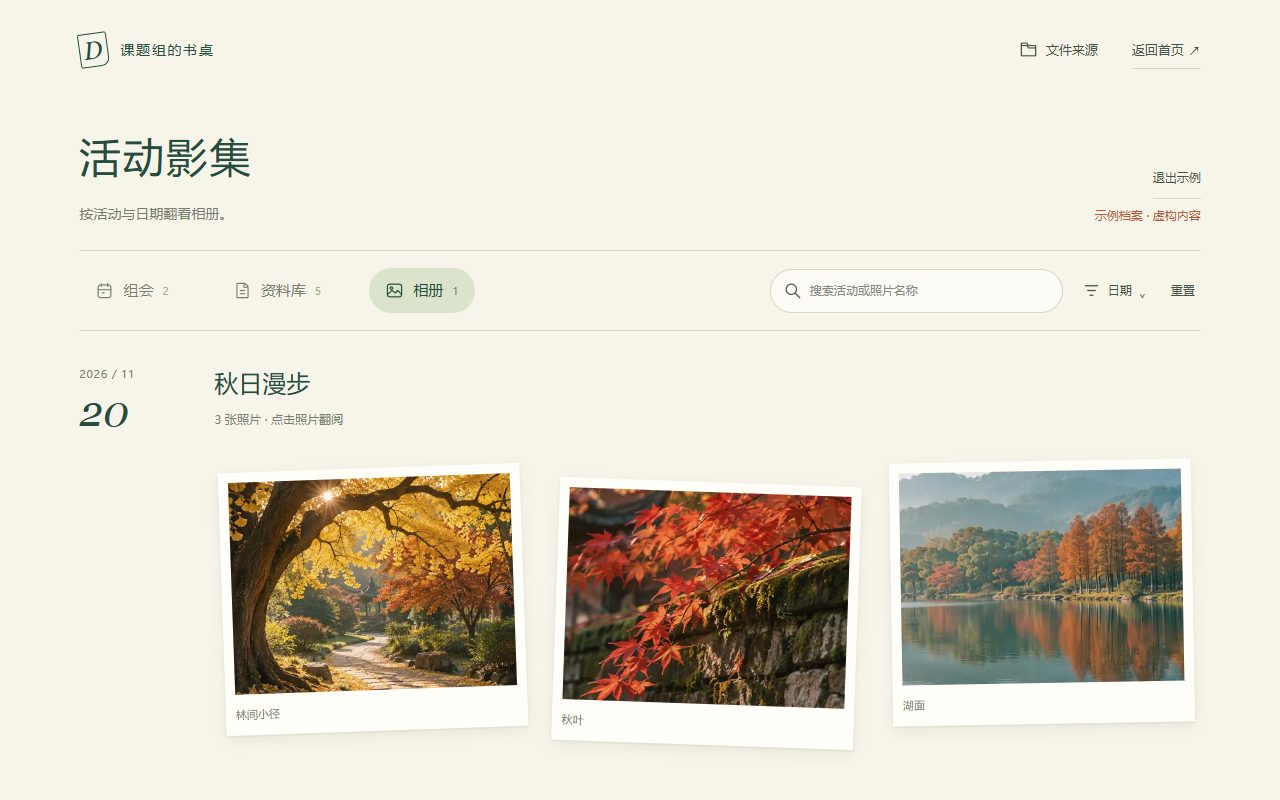 D 课题组的书桌
文件来源
返回首页 ↗
活动影集
退出示例
按活动与日期翻看相册。
示例档案 · 虚构内容
组会 2
资料库 5
相册 1
搜索活动或照片名称
日期
重置
2026 / 11
20
秋日漫步
3 张照片 · 点击照片翻阅
林间小径
秋叶
湖面